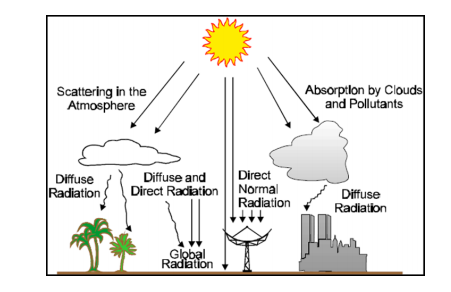 Scattering in the
Atmosphere
Absorption by Clouds
and Pollutants
Diffuse
Radiation
Diffuse and
Direct Radiation
Direct
Normal
Radiation
Diffuse
Radiation
Global
Radiation